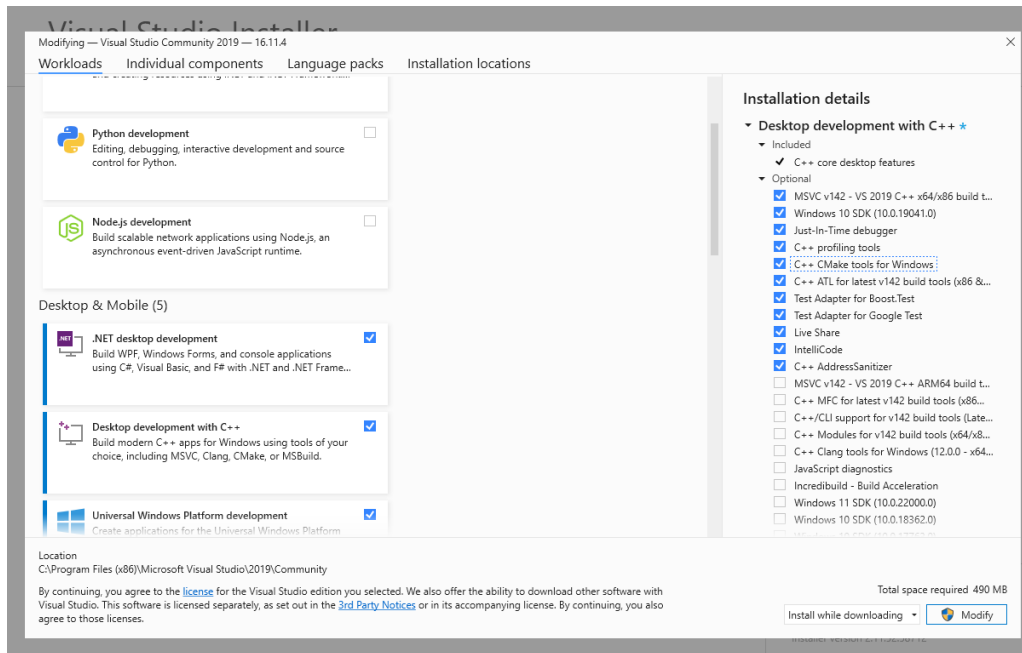 Visual Studio Installer
Modifying — Visual Studio Community 2019 — 16.11.4
Workloads Individual components Language packs Installation locations
Python development
Editing, debugging, interactive development and source
control for Python.
Node.js development
Build scalable network applications using Node.js, an
asynchronous event-driven JavaScript runtime.
Desktop & Mobile (5)
.NET
.NET desktop development
Build WPF, Windows Forms, and console applications
using C#, Visual Basic, and F# with .NET and .NET Frame...
Desktop development with C++
Build modern C++ apps for Windows using tools of your
choice, including MSVC, Clang, CMake, or MSBuild.
Universal Windows Platform development
Create applications for the Universal Windows Platform
Installation details
Desktop development with C++ *
Included
C++ core desktop features
Optional
MSVC v142 - VS 2019 C++ x64/x86 build t...
Windows 10 SDK (10.0.19041.0)
Just-In-Time debugger
C++ profiling tools
C++ CMake tools for Windows
C++ ATL for latest v142 build tools (x86 &...
Test Adapter for Boost.Test
Test Adapter for Google Test
Live Share
IntelliCode
C++ AddressSanitizer
MSVC v142 - VS 2019 C++ ARM64 build t...
C++ MFC for latest v142 build tools (x86...
C++/CLI support for v142 build tools (Late...
C++ Modules for v142 build tools (x64/x8...
C++ Clang tools for Windows (12.0.0 - x64...
JavaScript diagnostics
Incredibuild - Build Acceleration
Windows 11 SDK (10.0.22000.0)
Windows 10 SDK (10.0.18362.0)
Location
C:\Program Files (x86)\Microsoft Visual Studio\2019\Community
By continuing, you agree to the license for the Visual Studio edition you selected. We also offer the ability to download other software with
Visual Studio. This software is licensed separately, as set out in the 3rd Party Notices or in its accompanying license. By continuing, you also
agree to those licenses.
Total space required 490 MB
Install while downloading
Modify